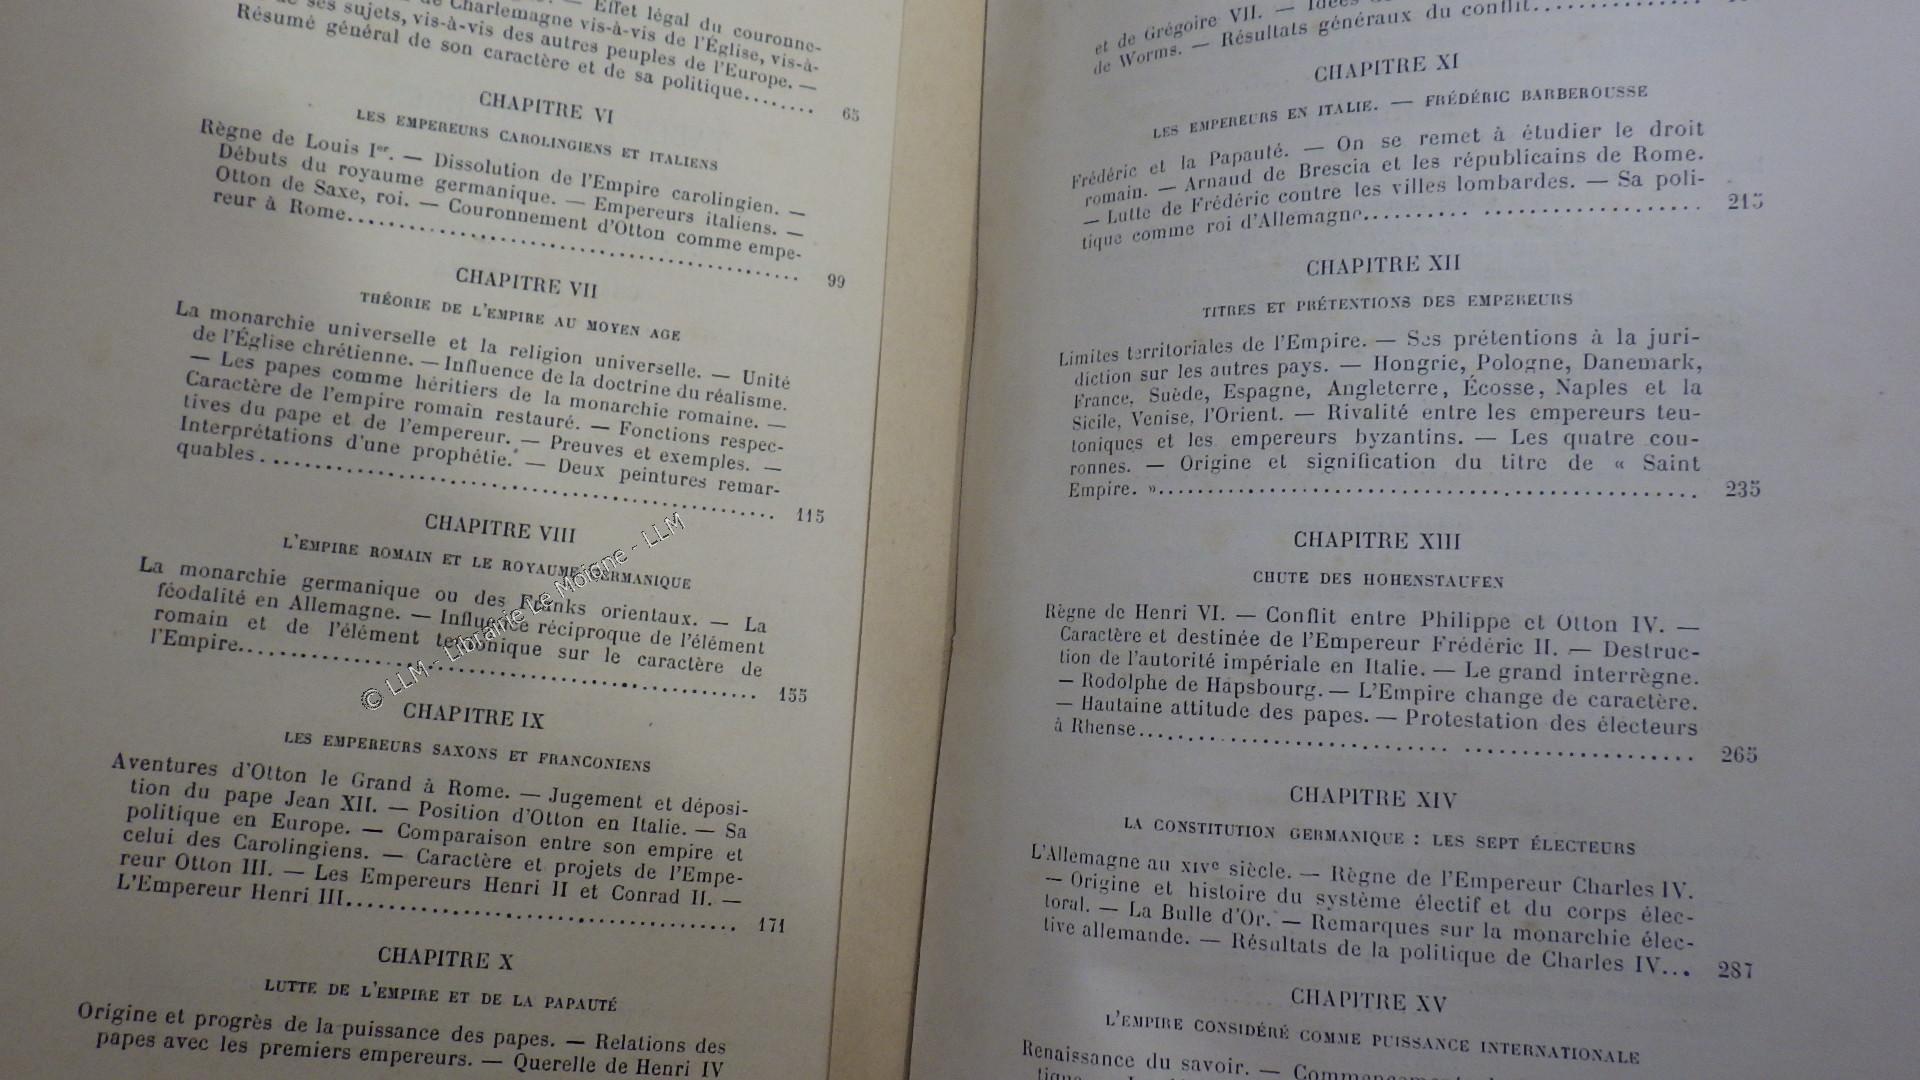 Effet légal du couronne-
de Charlemagne vis-à-vis de l'Église, vis-à-
de ses sujets, vis-à-vis des autres peuples de l'Europe. —
Résumé général de son caractère et de sa politique........ 65
CHAPITRE VI
LES EMPEREURS CAROLINGIENS ET ITALIENS
Règne de Louis Ier. — Dissolution de l'Empire carolingien. —
Débuts du royaume germanique. — Empereurs italiens. —
Otton de Saxe, roi. — Couronnement d'Otton comme empe-
reur à Rome........ 99
CHAPITRE VII
THÉORIE DE L'EMPIRE AU MOYEN AGE
La monarchie universelle et la religion universelle. — Unité
de l'Église chrétienne. — Influence de la doctrine du réalisme.
— Les papes comme héritiers de la monarchie romaine. —
Caractère de l'empire romain restauré. — Fonctions respec-
tives du pape et de l'empereur. — Preuves et exemples. —
Interprétations d'une prophétie. — Deux peintures remar-
quables........ 115
CHAPITRE VIII
L'EMPIRE ROMAIN ET LE ROYAUME GERMANIQUE
La monarchie germanique ou des Franks orientaux. — La
féodalité en Allemagne. — Influence réciproque de l'élément
romain et de l'élément teutonique sur le caractère de
l'Empire........ 155
© LLM - Librairie Le Moigne - LLM
CHAPITRE IX
LES EMPEREURS SAXONS ET FRANCONIENS
Aventures d'Otton le Grand à Rome. — Jugement et déposi-
tion du pape Jean XII. — Position d'Otton en Italie. — Sa
politique en Europe. — Comparaison entre son empire et
celui des Carolingiens. — Caractère et projets de l'Empe-
reur Otton III. — Les Empereurs Henri II et Conrad II. —
L'Empereur Henri III........ 171
CHAPITRE X
LUTTE DE L'EMPIRE ET DE LA PAPAUTÉ
Origine et progrès de la puissance des papes. — Relations des
papes avec les premiers empereurs. — Querelle de Henri IV
et de Grégoire VII. — Idées
de Worms. — Résultats généraux du conflit........
CHAPITRE XI
LES EMPEREURS EN ITALIE. — FRÉDÉRIC BARBEROUSSE
Frédéric et la Papauté. — On se remet à étudier le droit
romain. — Arnaud de Brescia et les républicains de Rome.
— Lutte de Frédéric contre les villes lombardes. — Sa poli-
tique comme roi d'Allemagne........ 215
CHAPITRE XII
TITRES ET PRÉTENTIONS DES EMPEREURS
Limites territoriales de l'Empire. — Ses prétentions à la juri-
diction sur les autres pays. — Hongrie, Pologne, Danemark,
France, Suède, Espagne, Angleterre, Écosse, Naples et la
Sicile, Venise, l'Orient. — Rivalité entre les empereurs teu-
toniques et les empereurs byzantins. — Les quatre cou-
ronnes. — Origine et signification du titre de « Saint
Empire. »........ 235
CHAPITRE XIII
CHUTE DES HOHENSTAUFEN
Règne de Henri VI. — Conflit entre Philippe et Otton IV. —
Caractère et destinée de l'Empereur Frédéric II. — Destruc-
tion de l'autorité impériale en Italie. — Le grand interrègne.
— Rodolphe de Hapsbourg. — L'Empire change de caractère.
— Hautaine attitude des papes. — Protestation des électeurs
à Rhense........ 265
CHAPITRE XIV
LA CONSTITUTION GERMANIQUE : LES SEPT ÉLECTEURS
L'Allemagne au XIVe siècle. — Règne de l'Empereur Charles IV.
— Origine et histoire du système électif et du corps élec-
toral. — La Bulle d'Or. — Remarques sur la monarchie élec-
tive allemande. — Résultats de la politique de Charles IV... 287
CHAPITRE XV
L'EMPIRE CONSIDÉRÉ COMME PUISSANCE INTERNATIONALE
Renaissance du savoir. —